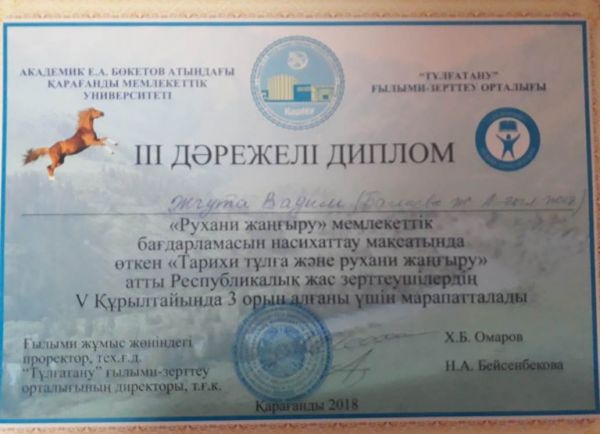 АКАДЕМИК Е.А. БӨКЕТОВ АТЫНДАҒЫ
ҚАРАҒАНДЫ МЕМЛЕКЕТТІК
УНИВЕРСИТЕТІ
ҚарМУ
"ТҰЛҒАТАНУ"
ҒЫЛЫМИ-ЗЕРТТЕУ ОРТАЛЫҒЫ
III ДӘРЕЖЕЛІ ДИПЛОМ
Вадим
«Рухани жаңғыру» мемлекеттік
бағдарламасын насихаттау мақсатында
өткен «Тарихи тұлға және рухани жаңғыру»
атты Республикалық жас зерттеушілердің
V Құрылтайында 3 орын алғаны үшін марапатталады
Ғылыми жұмыс жөніндегі
проректор, тех.ғ.д.
Х.Б. Омаров
"Тұлғатану" ғылыми-зерттеу
орталығының директоры, т.ғ.к.
Н.А. Бейсенбекова
Қарағанды 2018